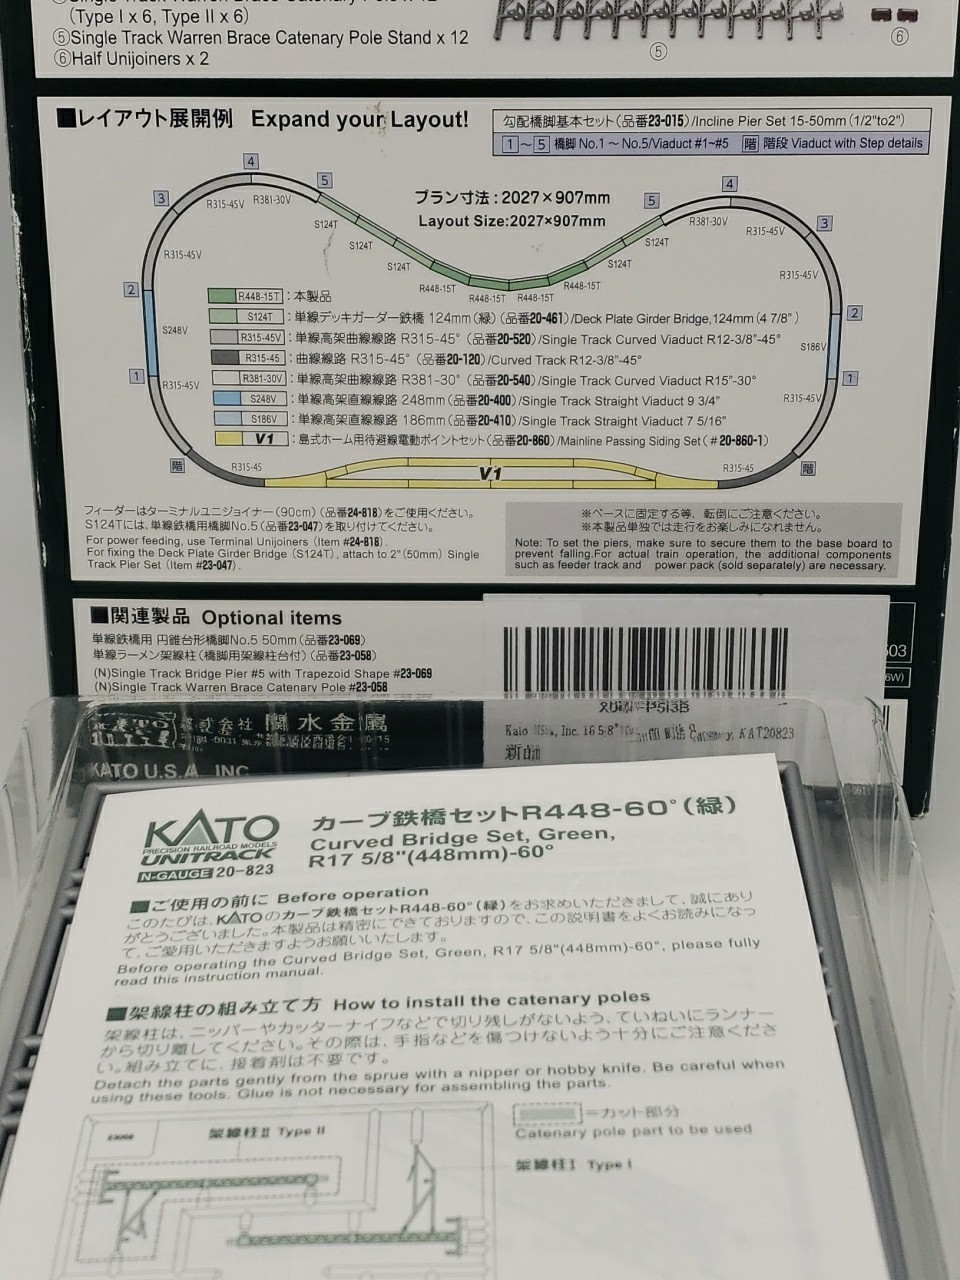 (Type I x 6, Type II x 6)
⑤Single Track Warren Brace Catenary Pole Stand x 12
⑥Half Unijoiners x 2
⑤
⑥
■レイアウト展開例 Expand your Layout!
勾配橋脚基本セット(品番23-015)/Incline Pier Set 15-50mm(1/2"to2")
1～5 橋脚 No.1～No.5/Viaduct #1~#5 階 階段 Viaduct with Step details
プラン寸法:2027×907mm
Layout Size:2027×907mm
4
5
3
2
1
階
R315-45V
R381-30V
S124T
S124T
S124T
R448-15T
R448-15T
R448-15T
R448-15T
S124T
S124T
5
4
3
2
1
階
R381-30V
R315-45V
R315-45V
S186V
R315-45V
R315-45
R315-45V
S248V
R315-45V
R315-45
V1
R448-15T :本製品
S124T :単線デッキガーダー鉄橋 124mm(緑)(品番20-461)/Deck Plate Girder Bridge,124mm(4 7/8")
R315-45V :単線高架曲線線路 R315-45°(品番20-520)/Single Track Curved Viaduct R12-3/8"-45°
R315-45 :曲線線路 R315-45°(品番20-120)/Curved Track R12-3/8"-45°
R381-30V :単線高架曲線線路 R381-30°(品番20-540)/Single Track Curved Viaduct R15"-30°
S248V :単線高架直線線路 248mm(品番20-400)/Single Track Straight Viaduct 9 3/4"
S186V :単線高架直線線路 186mm(品番20-410)/Single Track Straight Viaduct 7 5/16"
V1 :島式ホーム用待避線電動ポイントセット(品番20-860)/Mainline Passing Siding Set(#20-860-1)
フィーダーはターミナルユニジョイナー(90cm)(品番24-818)をご使用ください。
S124Tには、単線鉄橋用橋脚No.5(品番23-047)を取り付けてください。
For power feeding, use Terminal Unijoiners (Item #24-818).
For fixing the Deck Plate Girder Bridge (S124T), attach to 2"(50mm) Single
Track Pier Set (Item #23-047).
※ベースに固定する等、転倒にご注意ください。
※本製品単独では走行をお楽しみになれません。
Note: To set the piers, make sure to secure them to the base board to
prevent falling.For actual train operation, the additional components
such as feeder track and power pack (sold separately) are necessary.
■関連製品 Optional items
単線鉄橋用 円錐台形橋脚No.5 50mm(品番23-069)
単線ラーメン架線柱(橋脚用架線柱台付)(品番23-058)
(N)Single Track Bridge Pier #5 with Trapezoid Shape #23-069
(N)Single Track Warren Brace Catenary Pole #23-058
株式会社 関水金属
KATO U.S.A., INC.
KATO
PRECISION RAILROAD MODELS
UNITRACK
N-GAUGE 20-823
カーブ鉄橋セットR448-60°(緑)
Curved Bridge Set, Green,
R17 5/8"(448mm)-60°
■ご使用の前に Before operation
このたびは、KATOのカーブ鉄橋セットR448-60°(緑)をお求めいただきまして、誠にあり
がとうございました。本製品は精密にできておりますので、この説明書をよくお読みになっ
て、ご愛用いただきますようお願いいたします。
Before operating the Curved Bridge Set, Green, R17 5/8"(448mm)-60°, please fully
read this instruction manual.
■架線柱の組み立て方 How to install the catenary poles
架線柱は、ニッパーやカッターナイフなどで切り残しがないよう、ていねいにランナー
から切り離してください。その際は、手指などを傷つけないよう十分にご注意くださ
い。組み立てに、接着剤は不要です。
Detach the parts gently from the sprue with a nipper or hobby knife. Be careful when
using these tools. Glue is not necessary for assembling the parts.
架線柱Ⅱ Type II
=カット部分
Catenary pole part to be used
架線柱Ⅰ Type I